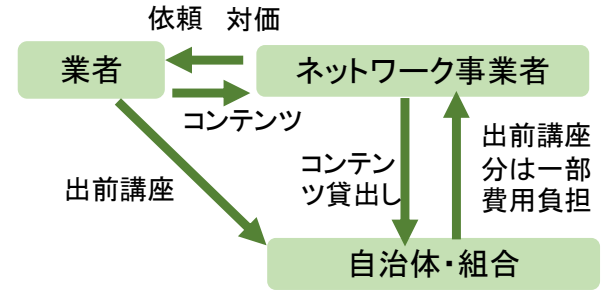 依頼 対価
業者
ネットワーク事業者
コンテンツ
出前講座
コンテン
ツ貸出し
出前講座
分は一部
費用負担
自治体・組合